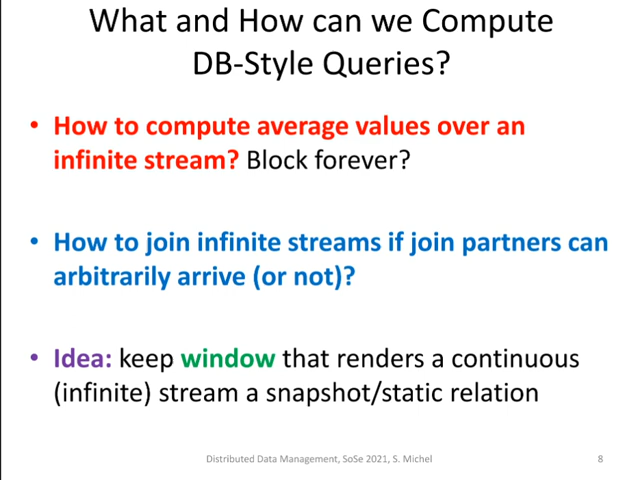 What and How can we Compute
DB-Style Queries?
• How to compute average values over an
infinite stream? Block forever?
• How to join infinite streams if join partners can
arbitrarily arrive (or not)?
• Idea: keep window that renders a continuous
(infinite) stream a snapshot/static relation
Distributed Data Management, SoSe 2021, S. Michel
8